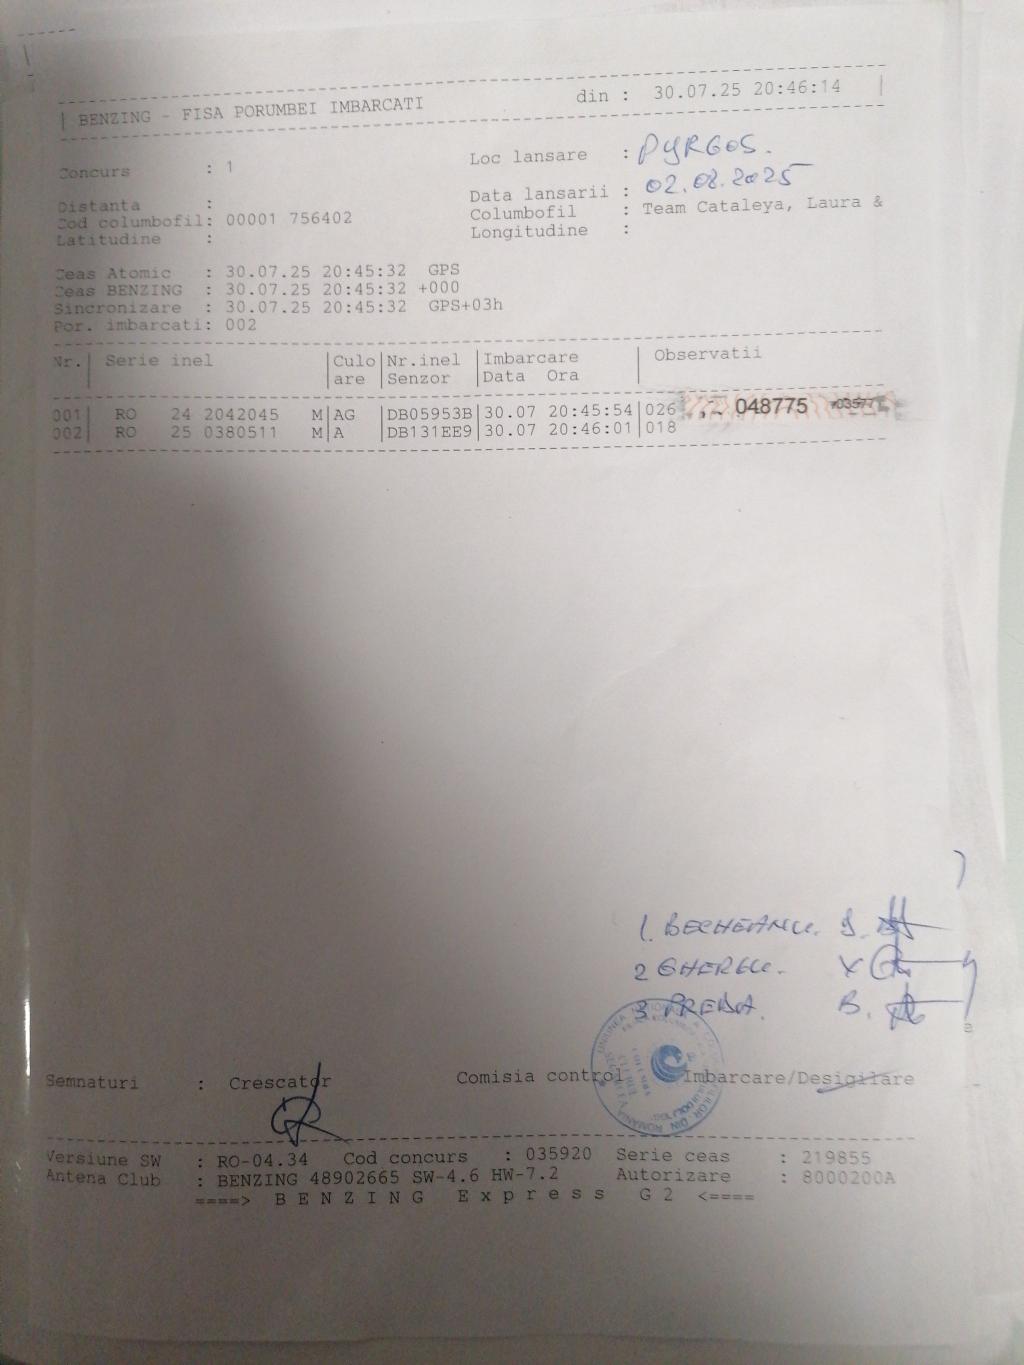 BENZING - FISA PORUMBEI IMBARCATI din : 30.07.25 20:46:14
Concurs : 1 Loc lansare : PYRGOS.
Data lansarii : 02.08.2025
Distanta :
Cod columbofil: 00001 756402 Columbofil : Team Cataleya, Laura &
Latitudine : Longitudine :
Ceas Atomic : 30.07.25 20:45:32 GPS
Ceas BENZING : 30.07.25 20:45:32 +000
Sincronizare : 30.07.25 20:45:32 GPS+03h
Por. imbarcati: 002
Nr.| Serie inel |Culo|Nr.inel |Imbarcare | Observatii
|are |Senzor |Data Ora
001| RO 24 2042045 M|AG |DB05953B|30.07 20:45:54|026 048775
002| RO 25 0380511 M|A |DB131EE9|30.07 20:46:01|018
1. BECHEANU.
2 GHERGU.
3 PREDA. B.
Semnaturi : Crescator Comisia control Imbarcare/Desigilare
Versiune SW : RO-04.34 Cod concurs : 035920 Serie ceas : 219855
Antena Club : BENZING 48902665 SW-4.6 HW-7.2 Autorizare : 8000200A
====> B E N Z I N G E x p r e s s G 2 <====